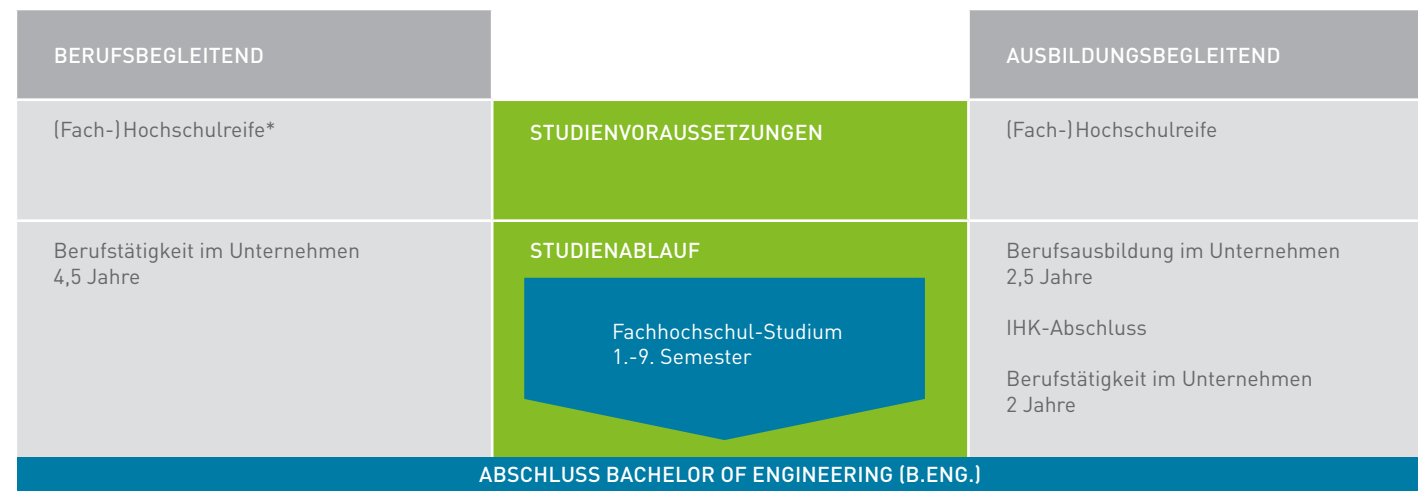 BERUFSBEGLEITEND
AUSBILDUNGSBEGLEITEND
(Fach-)Hochschulreife*
STUDIENVORAUSSETZUNGEN
(Fach-)Hochschulreife
Berufstätigkeit im Unternehmen
4,5 Jahre
STUDIENABLAUF
Fachhochschul-Studium
1.-9. Semester
Berufsausbildung im Unternehmen
2,5 Jahre
IHK-Abschluss
Berufstätigkeit im Unternehmen
2 Jahre
ABSCHLUSS BACHELOR OF ENGINEERING (B.ENG.)